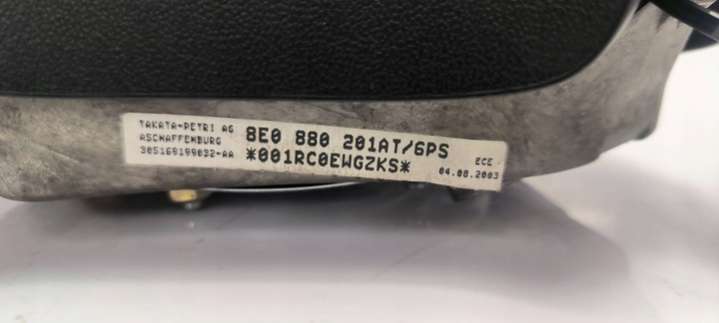 TAKATA-PETRI AG
ASCHAFFENBURG
305169199032-AA
8E0 880 201AT/6PS
*001RC0EWGZKS*
ECE
04.08.2003